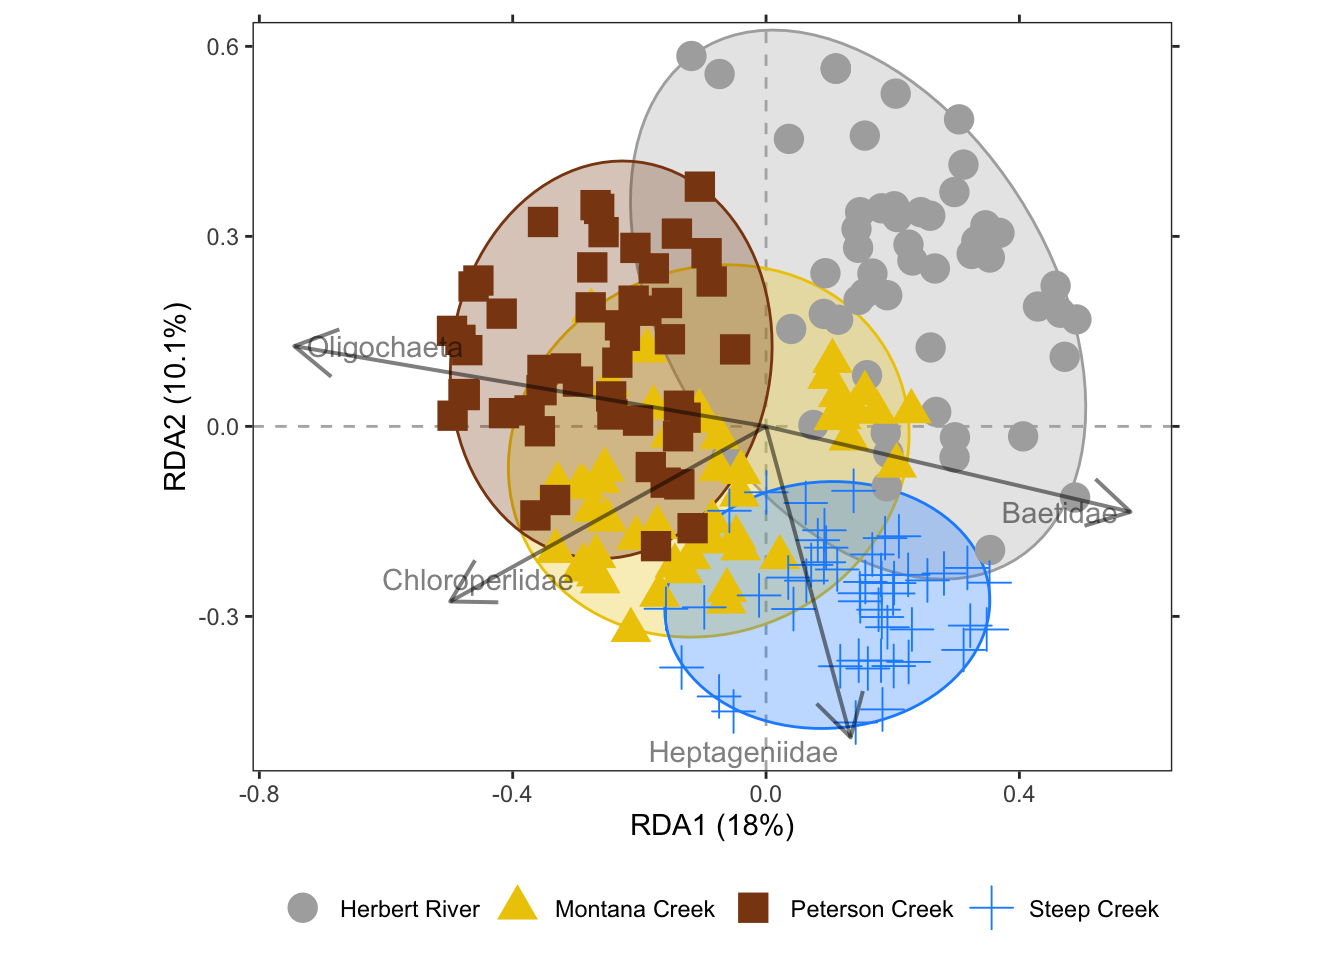 0.6
0.3
0.0
-0.3
RDA2 (10.1%)
Oligochaeta
Baetidae
Chloroperlidae
Heptageniidae
-0.8 -0.4 0.0 0.4
RDA1 (18%)
Herbert River Montana Creek Peterson Creek Steep Creek